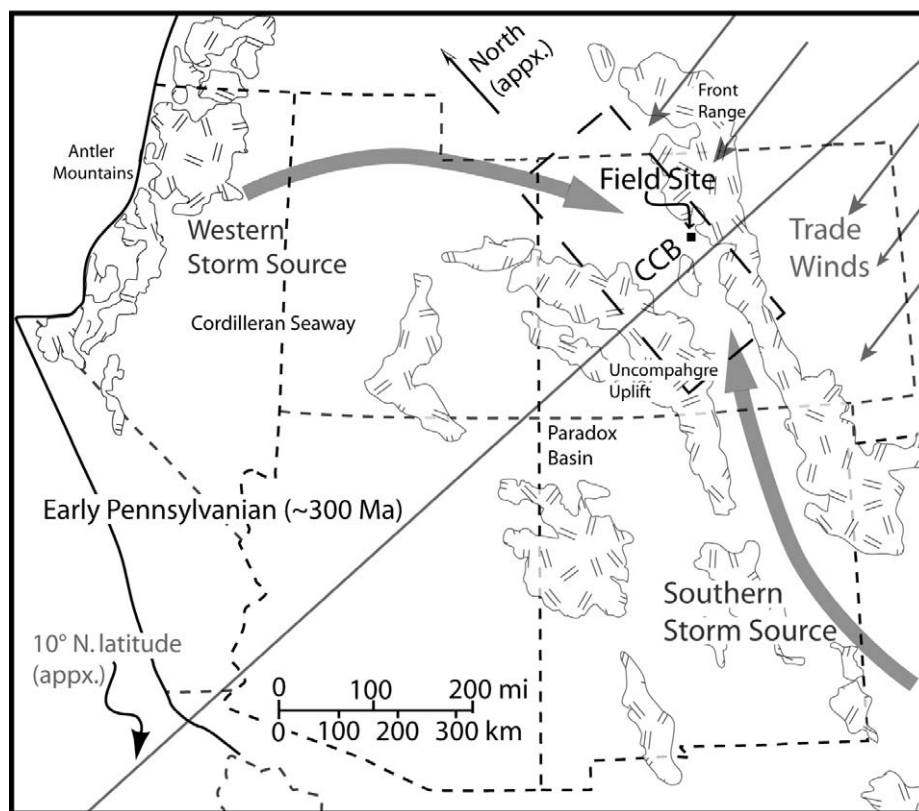 North
(appx.)
Front
Range
Antler
Mountains
Field Site
Western
Storm Source
CCB
Trade
Winds
Cordilleran Seaway
Uncompahgre
Uplift
Paradox
Basin
Early Pennsylvanian (~300 Ma)
Southern
Storm Source
10° N. latitude
(appx.)
0 100 200 mi
0 100 200 300 km